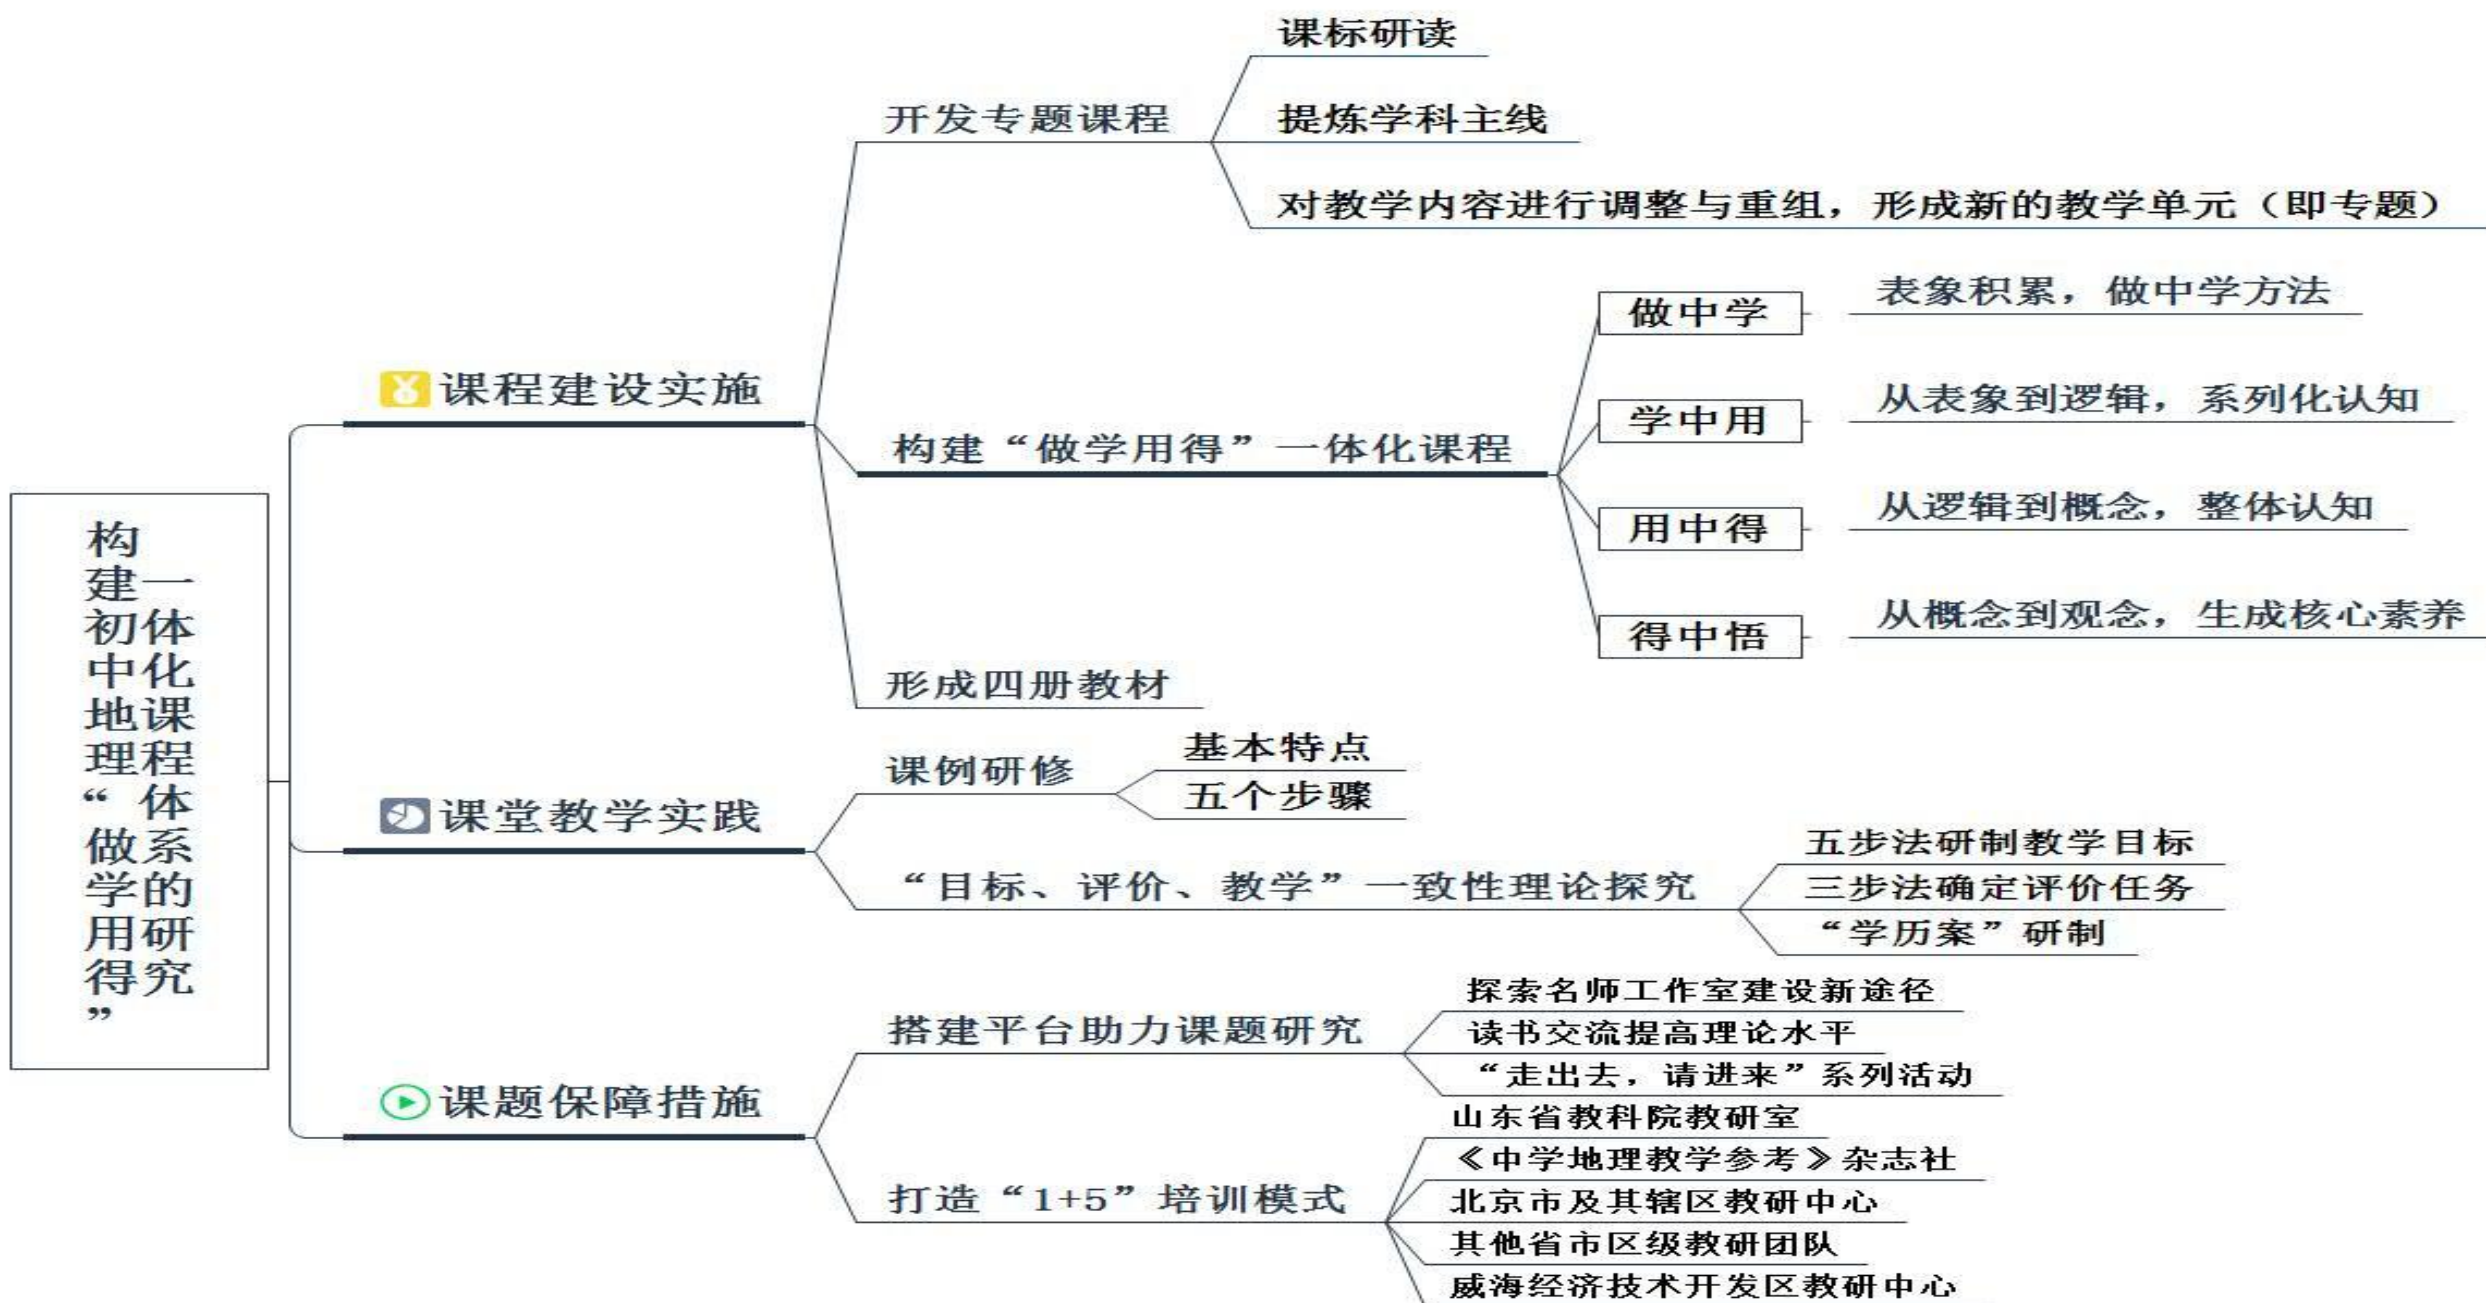 构建初中地理“做学用得”
一体化课程体系的研究
课程建设实施
开发专题课程
课标研读
提炼学科主线
对教学内容进行调整与重组，形成新的教学单元（即专题）
构建“做学用得”一体化课程
做中学
表象积累，做中学方法
学中用
从表象到逻辑，系列化认知
用中得
从逻辑到概念，整体认知
得中悟
从概念到观念，生成核心素养
形成四册教材
课堂教学实践
课例研修
基本特点
五个步骤
“目标、评价、教学”一致性理论探究
五步法研制教学目标
三步法确定评价任务
“学历案”研制
课题保障措施
搭建平台助力课题研究
探索名师工作室建设新途径
读书交流提高理论水平
“走出去，请进来”系列活动
打造“1+5”培训模式
山东省教科院教研室
《中学地理教学参考》杂志社
北京市及其辖区教研中心
其他省市区级教研团队
威海经济技术开发区教研中心